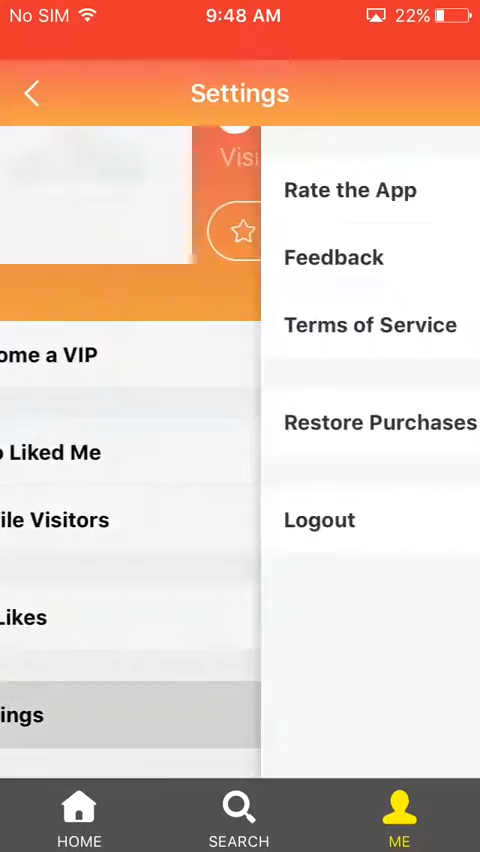 No SIM 9:48 AM 22%
Settings
Visi
Rate the App
Feedback
Terms of Service
ome a VIP
Restore Purchases
o Liked Me
ile Visitors
Logout
Likes
ings
HOME SEARCH ME